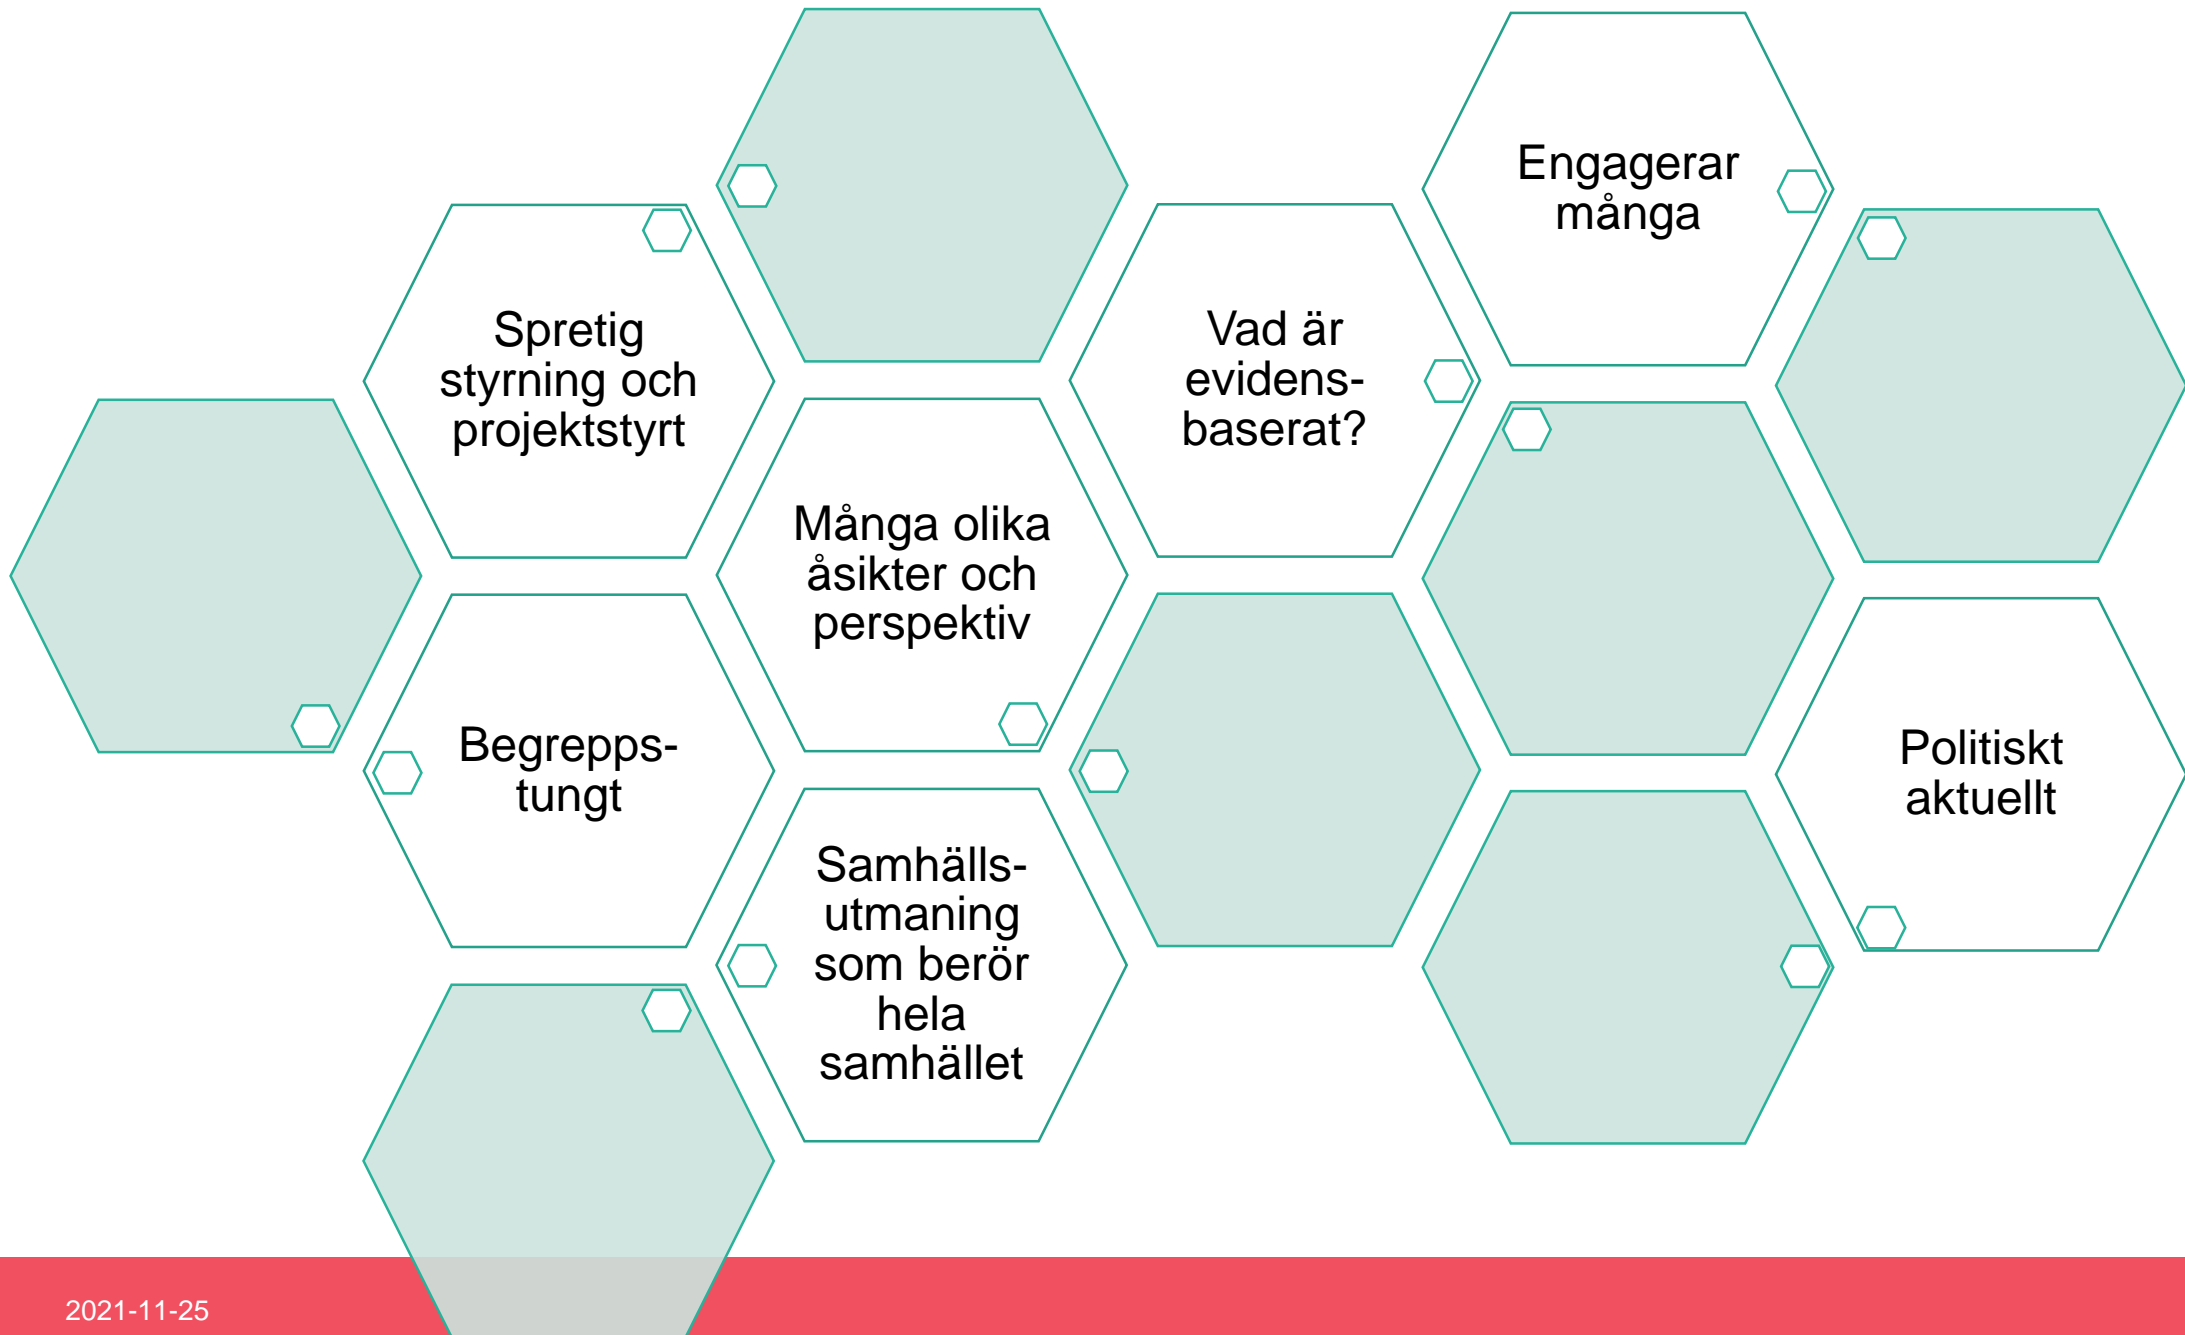 Engagerar
många
Spretig
styrning och
projektstyrt
Vad är
evidens-
baserat?
Många olika
åsikter och
perspektiv
Begrepps-
tungt
Politiskt
aktuellt
Samhälls-
utmaning
som berör
hela
samhället
2021-11-25